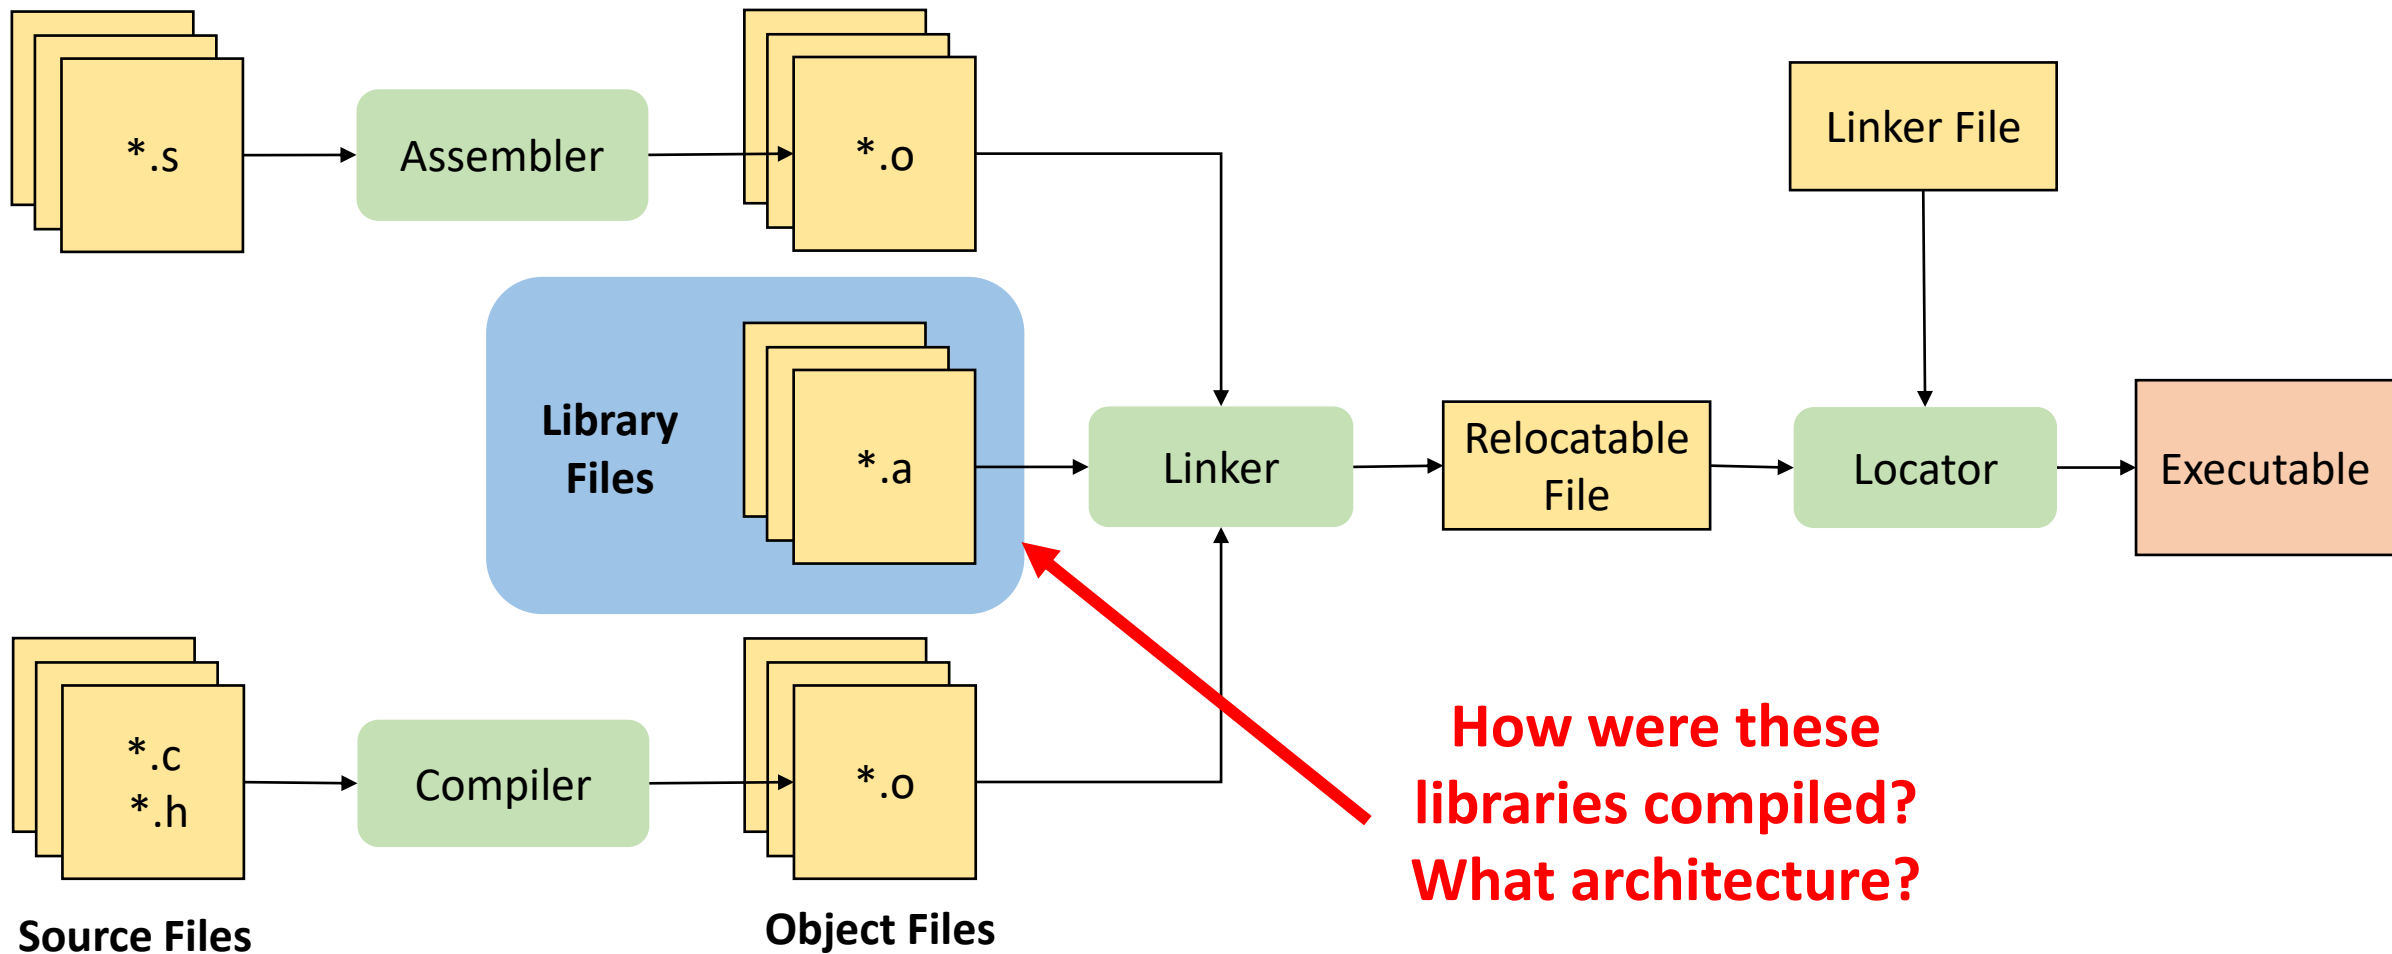 *.s
Assembler
*.o
Linker File
Library
Files
*.a
Linker
Relocatable
File
Locator
Executable
*.c
*.h
Compiler
*.o
How were these
libraries compiled?
What architecture?
Source Files
Object Files